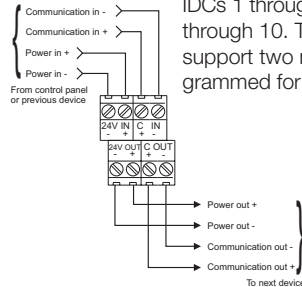 Communication in -
Communication in +
Power in +
Power in -
From control panel
or previous device
IDCs 1 throug
through 10. T
support two r
grammed for
24V IN C IN
- + + -
24V OUT C OUT
- + + -
Power out +
Power out -
Communication out -
Communication out +
To next device